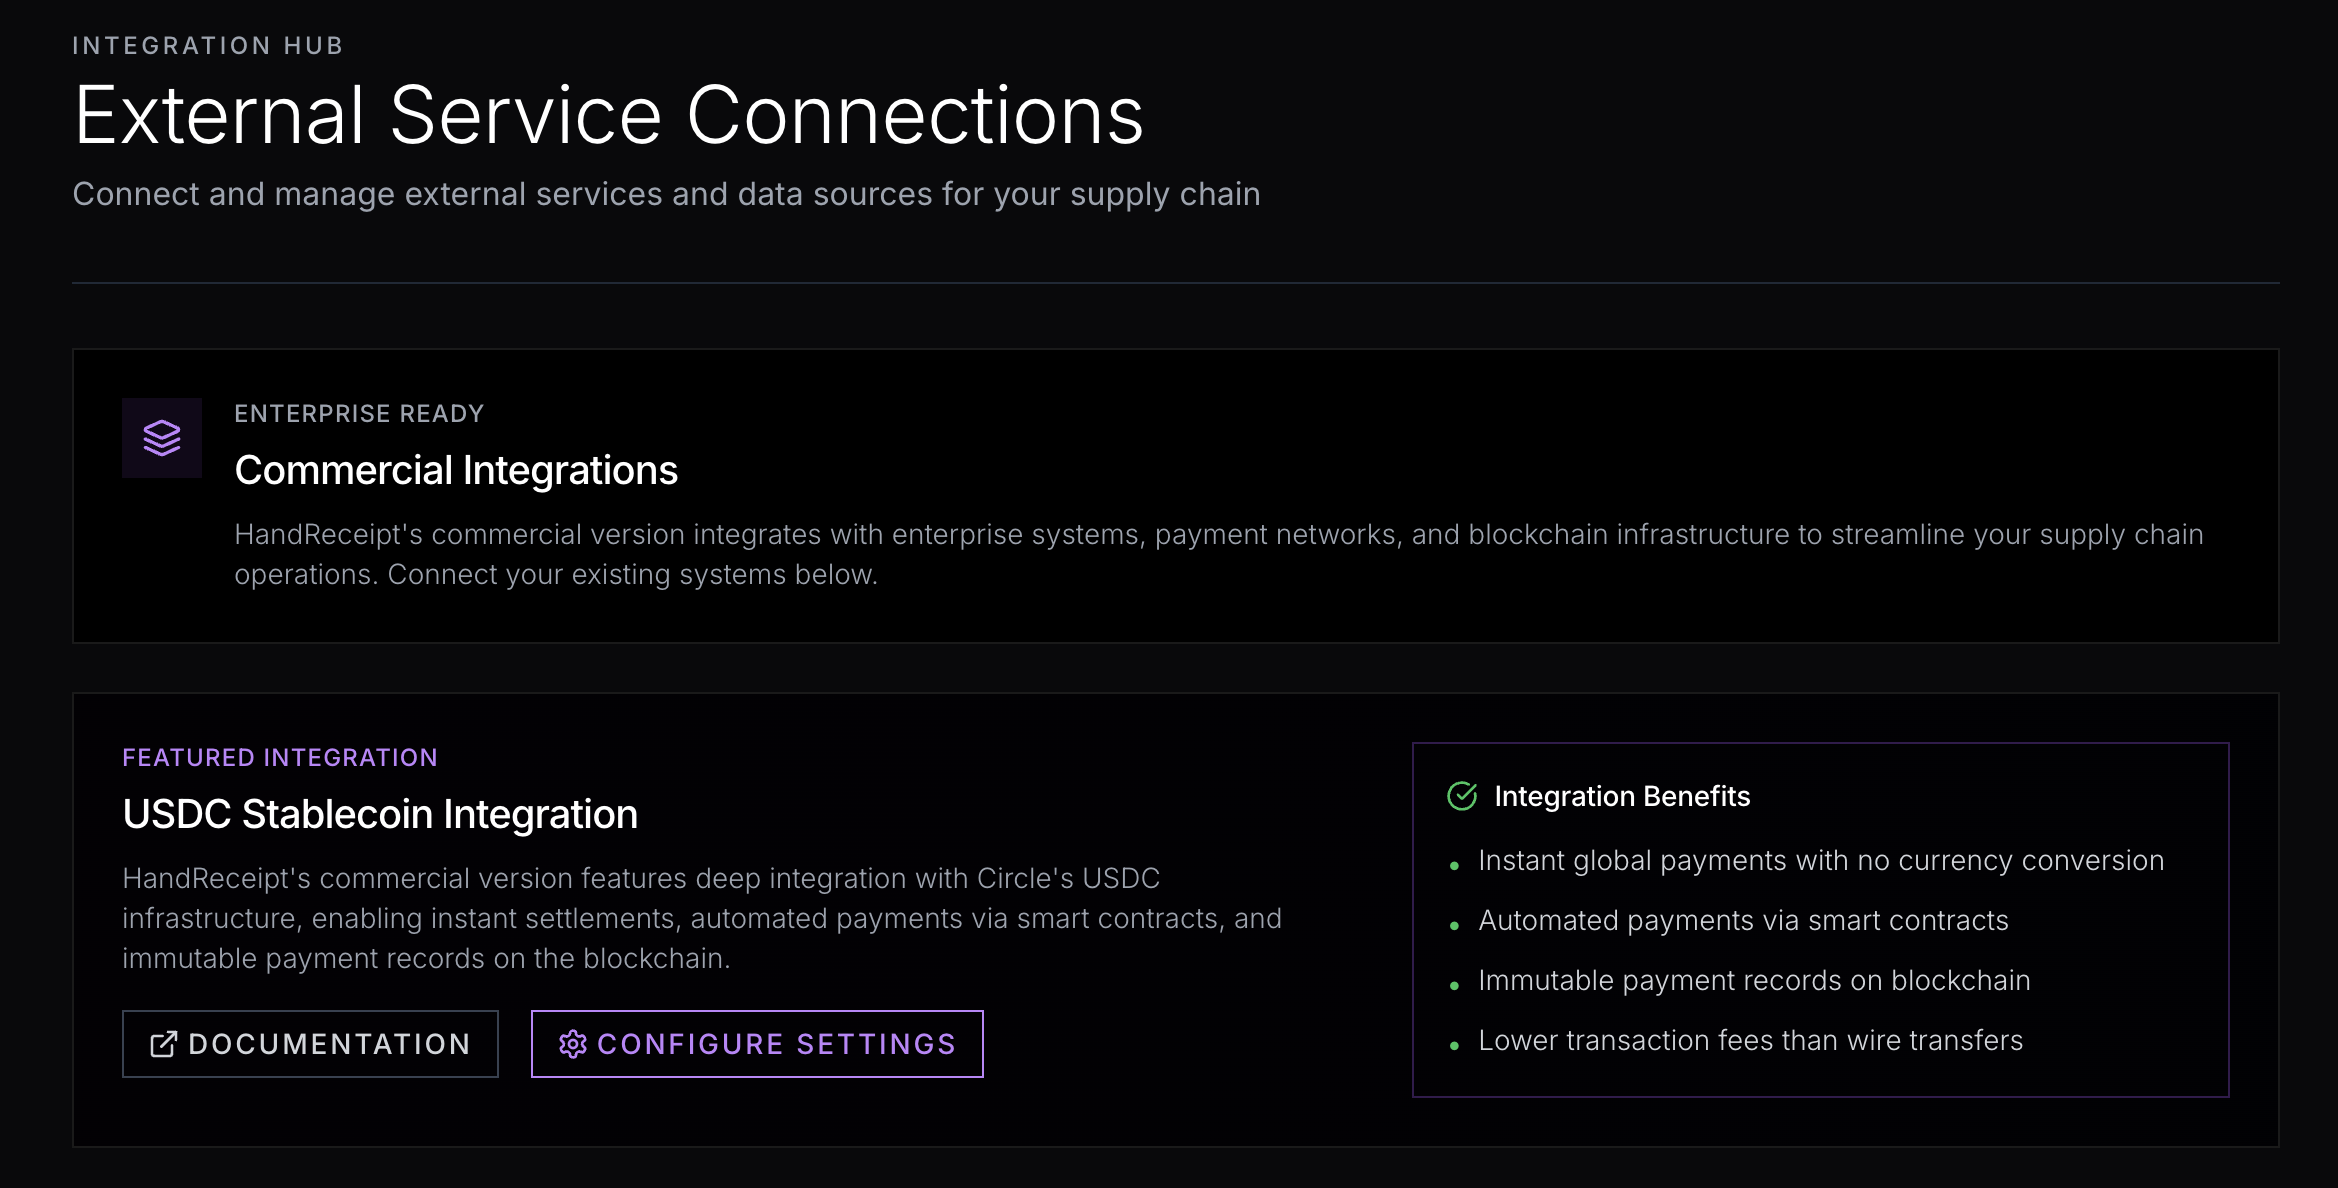 INTEGRATION HUB
External Service Connections
Connect and manage external services and data sources for your supply chain
ENTERPRISE READY
Commercial Integrations
HandReceipt's commercial version integrates with enterprise systems, payment networks, and blockchain infrastructure to streamline your supply chain
operations. Connect your existing systems below.
FEATURED INTEGRATION
USDC Stablecoin Integration
HandReceipt's commercial version features deep integration with Circle's USDC
infrastructure, enabling instant settlements, automated payments via smart contracts, and
immutable payment records on the blockchain.
DOCUMENTATION
CONFIGURE SETTINGS
Integration Benefits
Instant global payments with no currency conversion
Automated payments via smart contracts
Immutable payment records on blockchain
Lower transaction fees than wire transfers